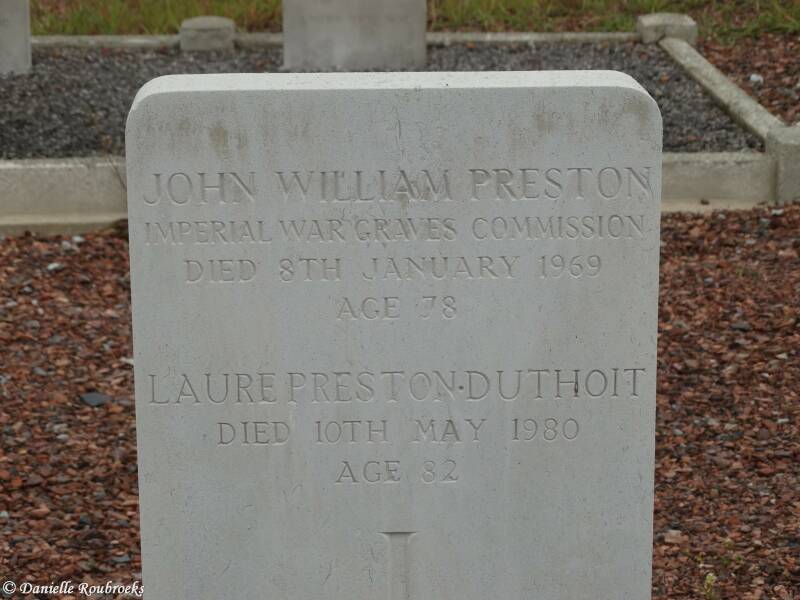 JOHN WILLIAM PRESTON
IMPERIAL WAR GRAVES COMMISSION
DIED 8TH JANUARY 1969
AGE 78
LAURE PRESTON·DUTHOIT
DIED 10TH MAY 1980
AGE 82
© Danielle Roubroeks